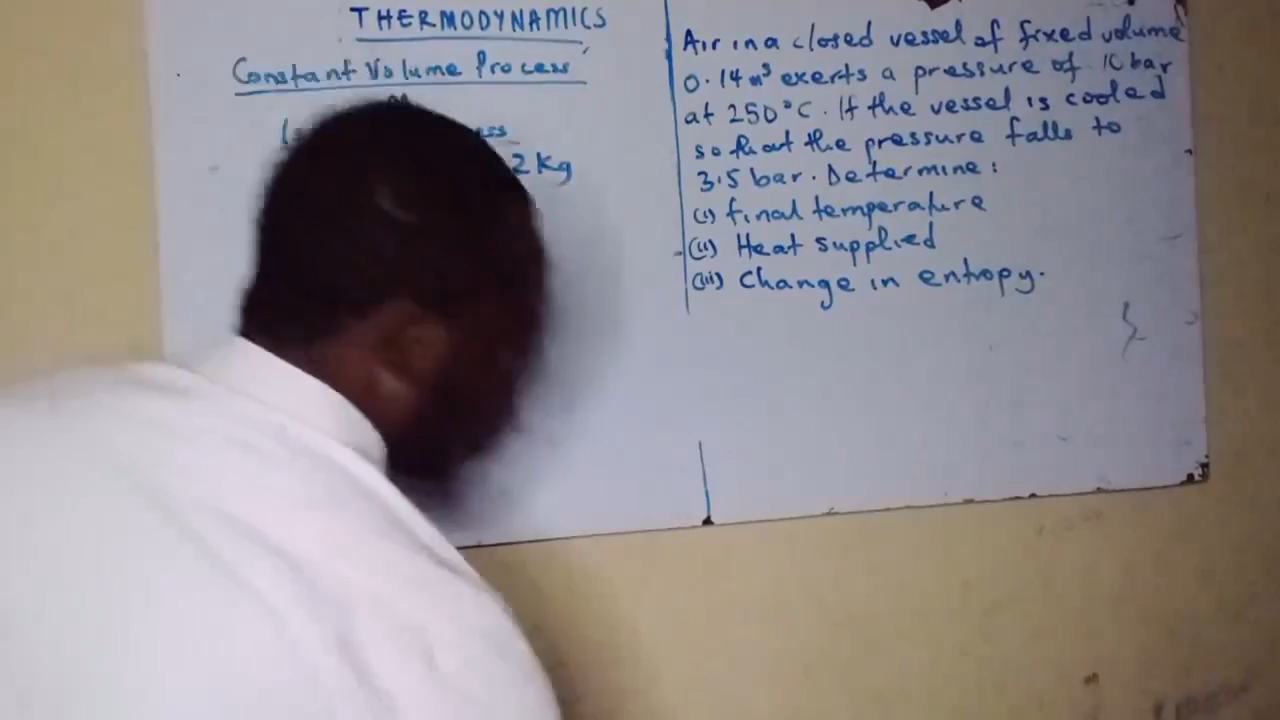 THERMODYNAMICS
Constant Volume Process
2 Kg
Air in a closed vessel of fixed volume
0.14 m³ exerts a pressure of 10 bar
at 250°C. If the vessel is cooled
so that the pressure falls to
3.5 bar. Determine:
(i) final temperature
(ii) Heat supplied
(iii) Change in entropy.